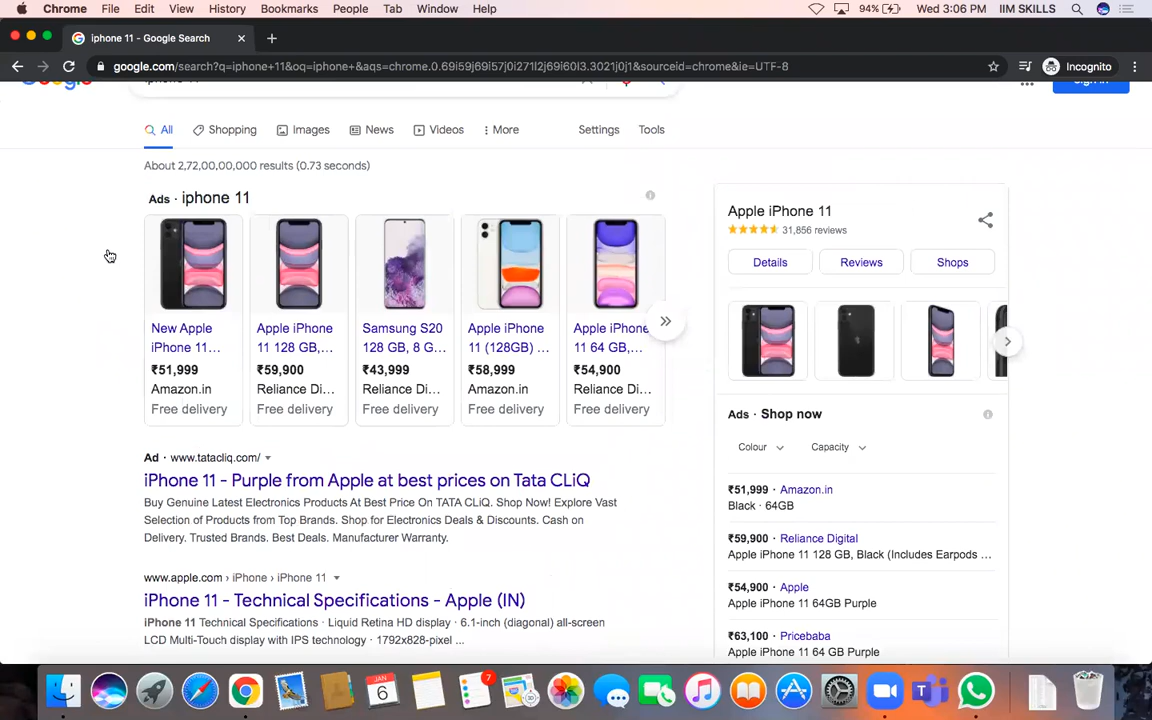 Chrome File Edit View History Bookmarks People Tab Window Help 94% Wed 3:06 PM IIM SKILLS
iphone 11 - Google Search
google.com/search?q=iphone+11&oq=iphone+&aqs=chrome.0.69i59j69i57j0i271l2j69i60l3.3021j0j1&sourceid=chrome&ie=UTF-8 Incognito
All Shopping Images News Videos More Settings Tools
About 2,72,00,00,000 results (0.73 seconds)
Ads · iphone 11
New Apple
iPhone 11...
₹51,999
Amazon.in
Free delivery
Apple iPhone
11 128 GB,...
₹59,900
Reliance Di...
Free delivery
Samsung S20
128 GB, 8 G...
₹43,999
Reliance Di...
Free delivery
Apple iPhone
11 (128GB) ...
₹58,999
Amazon.in
Free delivery
Apple iPhone
11 64 GB,...
₹54,900
Reliance Di...
Free delivery
Ad · www.tatacliq.com/
iPhone 11 - Purple from Apple at best prices on Tata CLiQ
Buy Genuine Latest Electronics Products At Best Price On TATA CLiQ. Shop Now! Explore Vast
Selection of Products from Top Brands. Shop for Electronics Deals & Discounts. Cash on
Delivery. Trusted Brands. Best Deals. Manufacturer Warranty.
www.apple.com › iPhone › iPhone 11
iPhone 11 - Technical Specifications - Apple (IN)
iPhone 11 Technical Specifications · Liquid Retina HD display · 6.1-inch (diagonal) all-screen
LCD Multi-Touch display with IPS technology · 1792x828-pixel ...
Apple iPhone 11
31,856 reviews
Details Reviews Shops
Ads · Shop now
Colour Capacity
₹51,999 · Amazon.in
Black · 64GB
₹59,900 · Reliance Digital
Apple iPhone 11 128 GB, Black (Includes Earpods ...
₹54,900 · Apple
Apple iPhone 11 64GB Purple
₹63,100 · Pricebaba
Apple iPhone 11 64 GB Purple
6
7